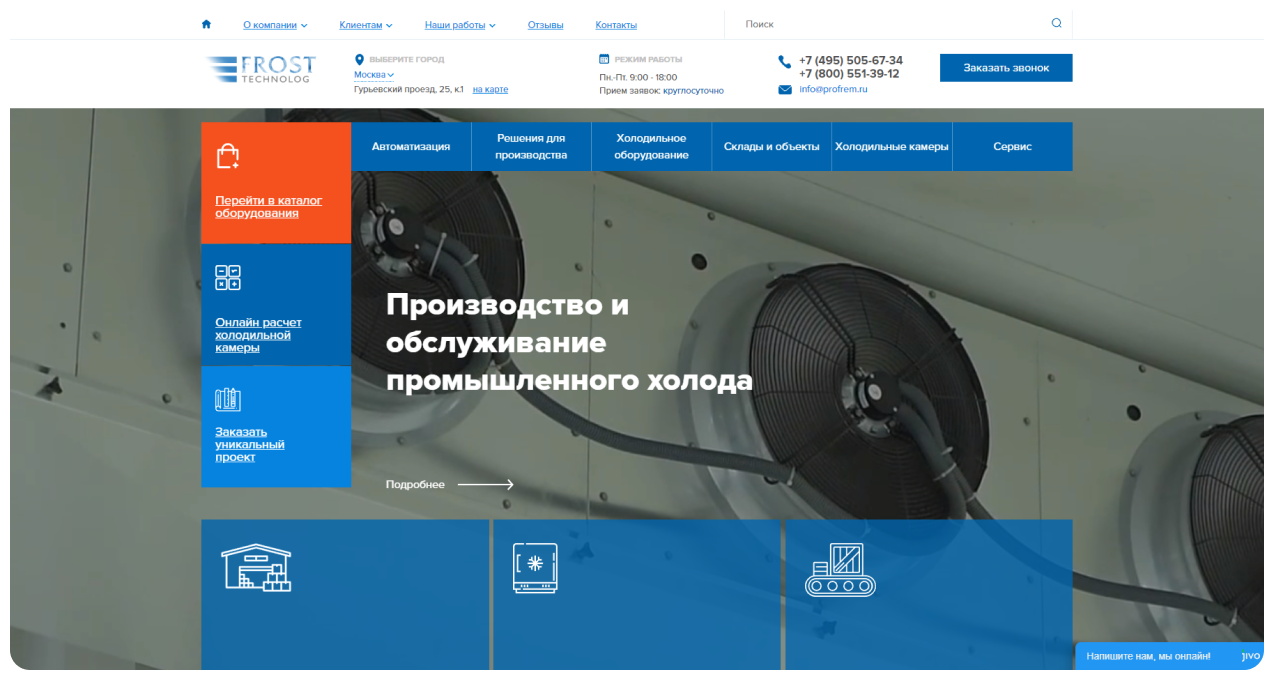 О компании
Клиентам
Наши работы
Отзывы
Контакты
Поиск
FROST
TECHNOLOG
ВЫБЕРИТЕ ГОРОД
Москва
Гурьевский проезд, 25, к.1 на карте
РЕЖИМ РАБОТЫ
Пн.-Пт. 9:00 - 18:00
Прием заявок: круглосуточно
+7 (495) 505-67-34
+7 (800) 551-39-12
info@profrem.ru
Заказать звонок
Перейти в каталог
оборудования
Онлайн расчет
холодильной
камеры
Заказать
уникальный
проект
Автоматизация
Решения для
производства
Холодильное
оборудование
Склады и объекты
Холодильные камеры
Сервис
Производство и
обслуживание
промышленного холода
Подробнее
Напишите нам, мы онлайн!
jivo